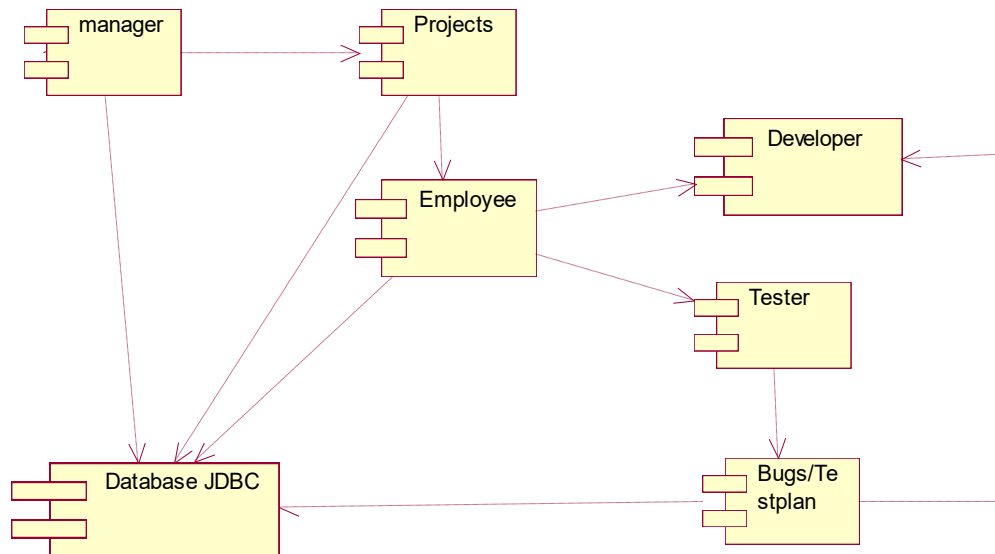 manager
Projects
Developer
Employee
Tester
Database JDBC
Bugs/Te
stplan